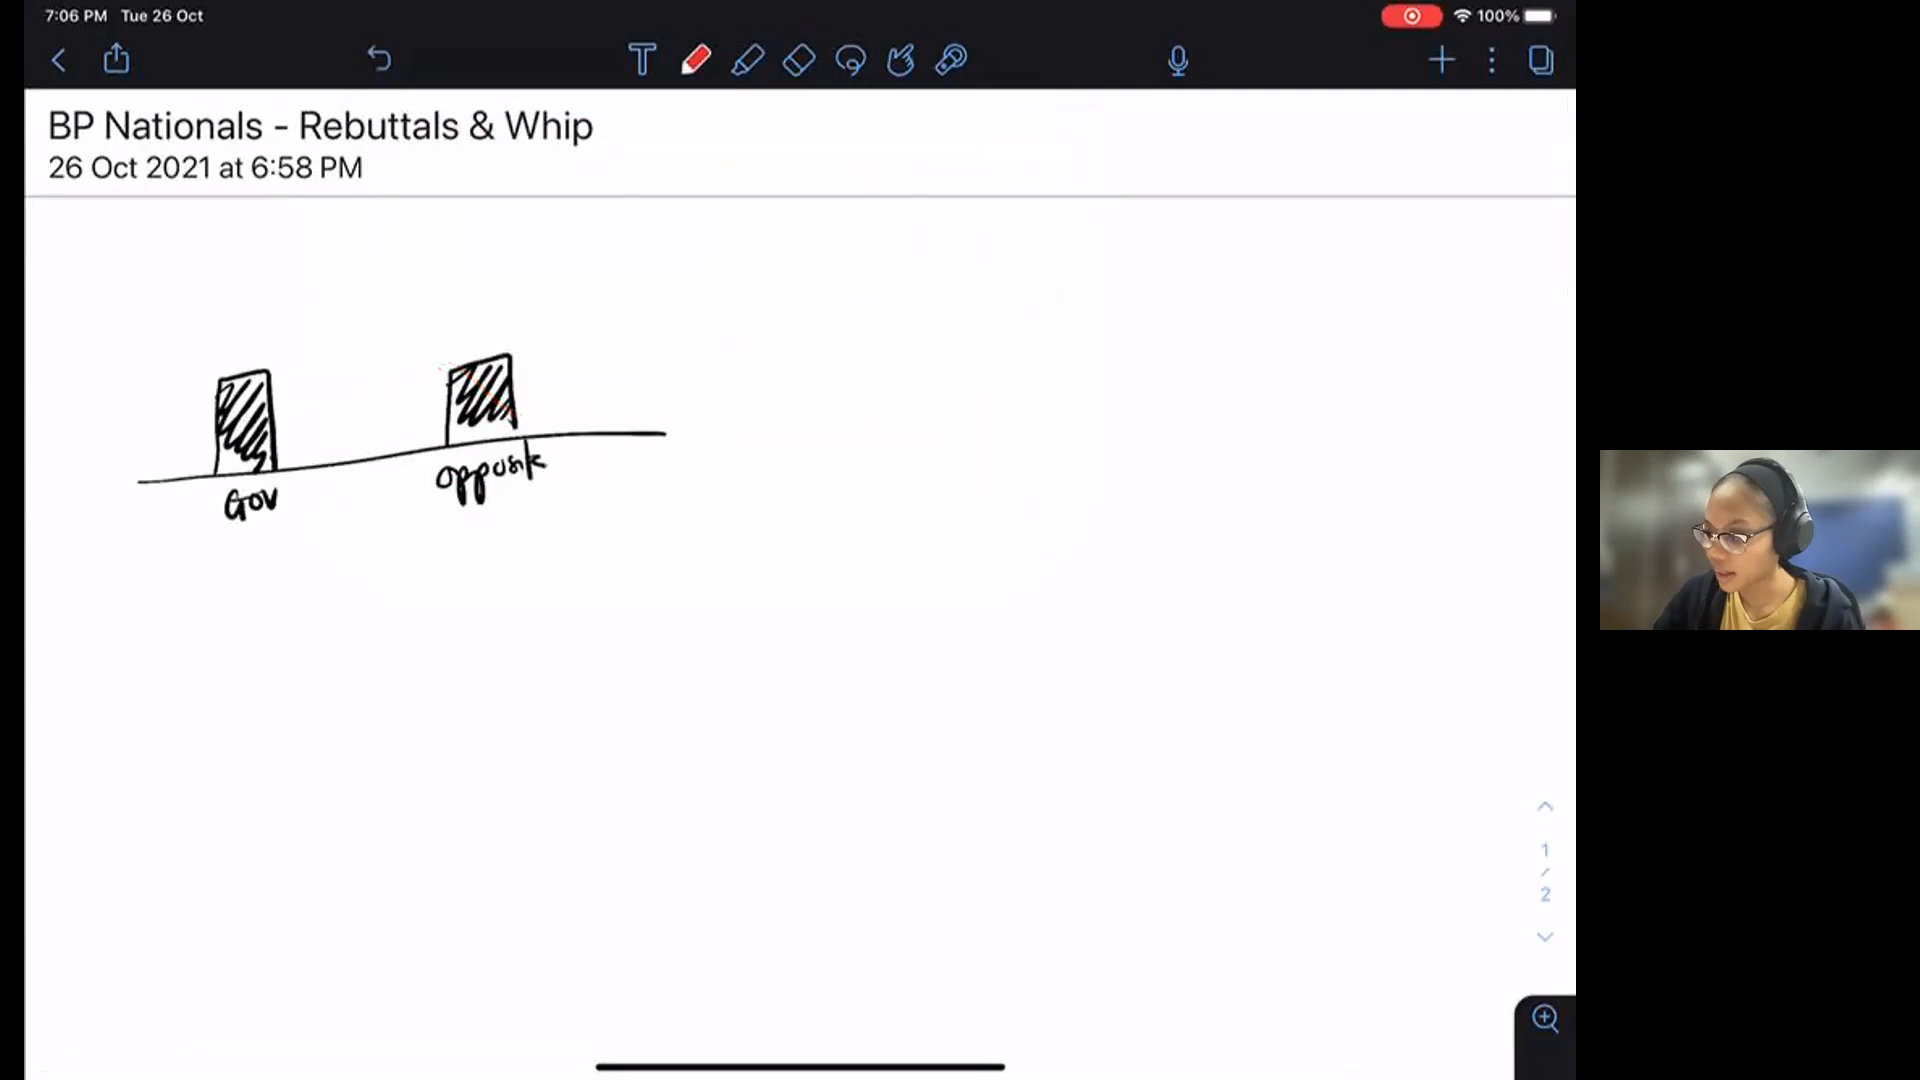 7:06 PM Tue 26 Oct
100%
BP Nationals - Rebuttals & Whip
26 Oct 2021 at 6:58 PM
Gov
1
/
2